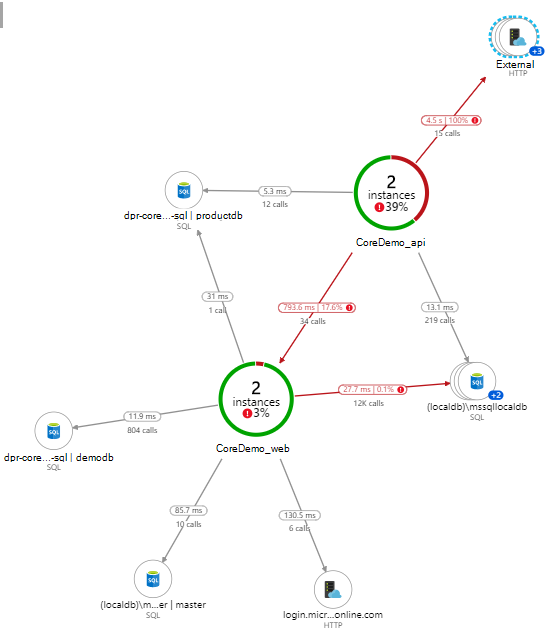 +3
External
HTTP
4.5 s | 100% !
15 calls
2
instances
! 39%
CoreDemo_api
SQL
dpr-core...-sql | productdb
SQL
5.3 ms
12 calls
31 ms
1 call
793.6 ms | 17.6% !
34 calls
13.1 ms
219 calls
2
instances
! 3%
CoreDemo_web
27.7 ms | 0.1% !
12K calls
SQL
+2
(localdb)\mssqllocaldb
SQL
11.9 ms
804 calls
SQL
dpr-core...-sql | demodb
SQL
85.7 ms
10 calls
130.5 ms
6 calls
SQL
(localdb)\m...er | master
SQL
login.micr...online.com
HTTP